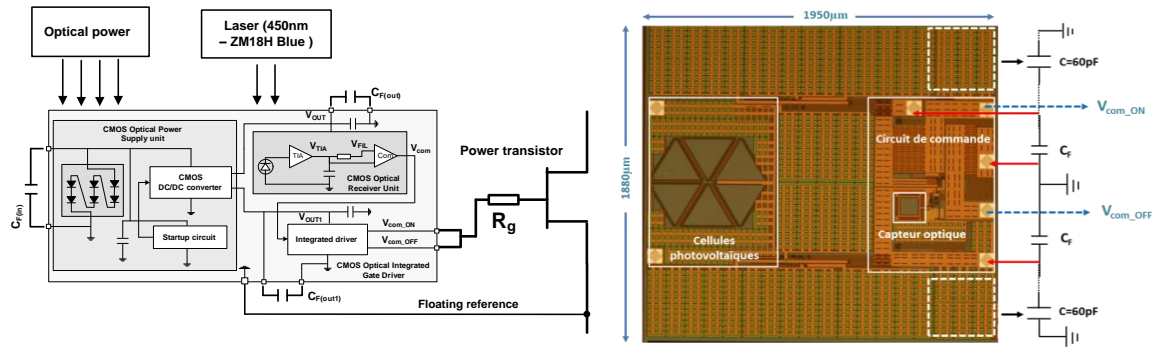 Optical power
Laser (450nm
– ZM18H Blue )
CF(out)
VOUT
CMOS Optical Power
Supply unit
VTIA
VFIL
TIA
Com
Vcom
CMOS
DC/DC converter
CMOS Optical
Receiver Unit
CF(in)
Startup circuit
VOUT1
Integrated driver
Vcom_ON
Vcom_OFF
CMOS Optical Integrated
Gate Driver
CF(out1)
Floating reference
Power transistor
Rg
1950µm
1880µm
Circuit de commande
Capteur optique
Cellules
photovoltaïques
C=60pF
Vcom_ON
CF
Vcom_OFF
CF
C=60pF